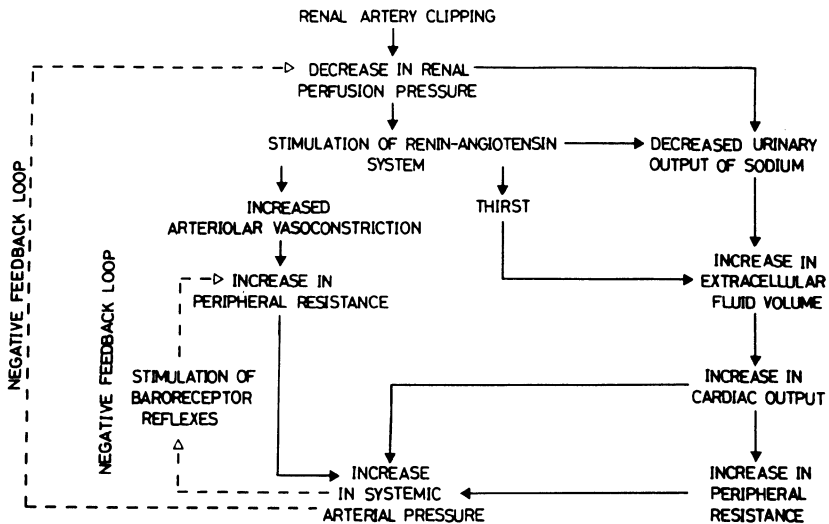 RENAL ARTERY CLIPPING
DECREASE IN RENAL
PERFUSION PRESSURE
STIMULATION OF RENIN-ANGIOTENSIN
SYSTEM
DECREASED URINARY
OUTPUT OF SODIUM
INCREASED
ARTERIOLAR VASOCONSTRICTION
THIRST
INCREASE IN
PERIPHERAL RESISTANCE
INCREASE IN
EXTRACELLULAR
FLUID VOLUME
NEGATIVE FEEDBACK LOOP
NEGATIVE FEEDBACK LOOP
STIMULATION OF
BARORECEPTOR
REFLEXES
INCREASE IN
CARDIAC OUTPUT
INCREASE
IN SYSTEMIC
ARTERIAL PRESSURE
INCREASE IN
PERIPHERAL
RESISTANCE